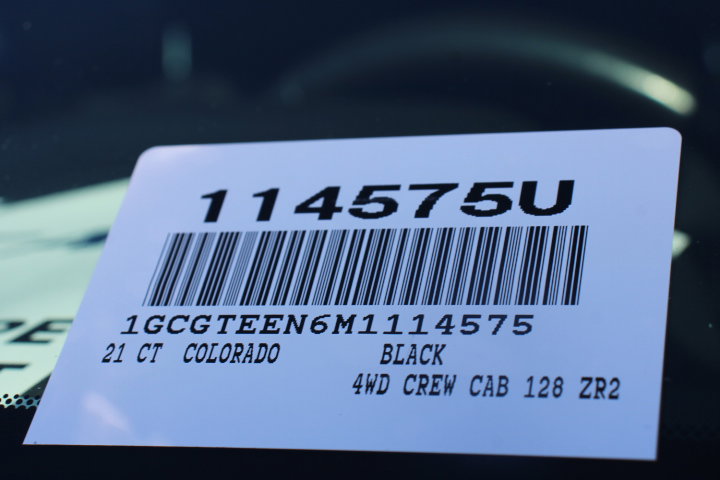 114575U
1GCGTEEN6M1114575
21 CT COLORADO BLACK
4WD CREW CAB 128 ZR2